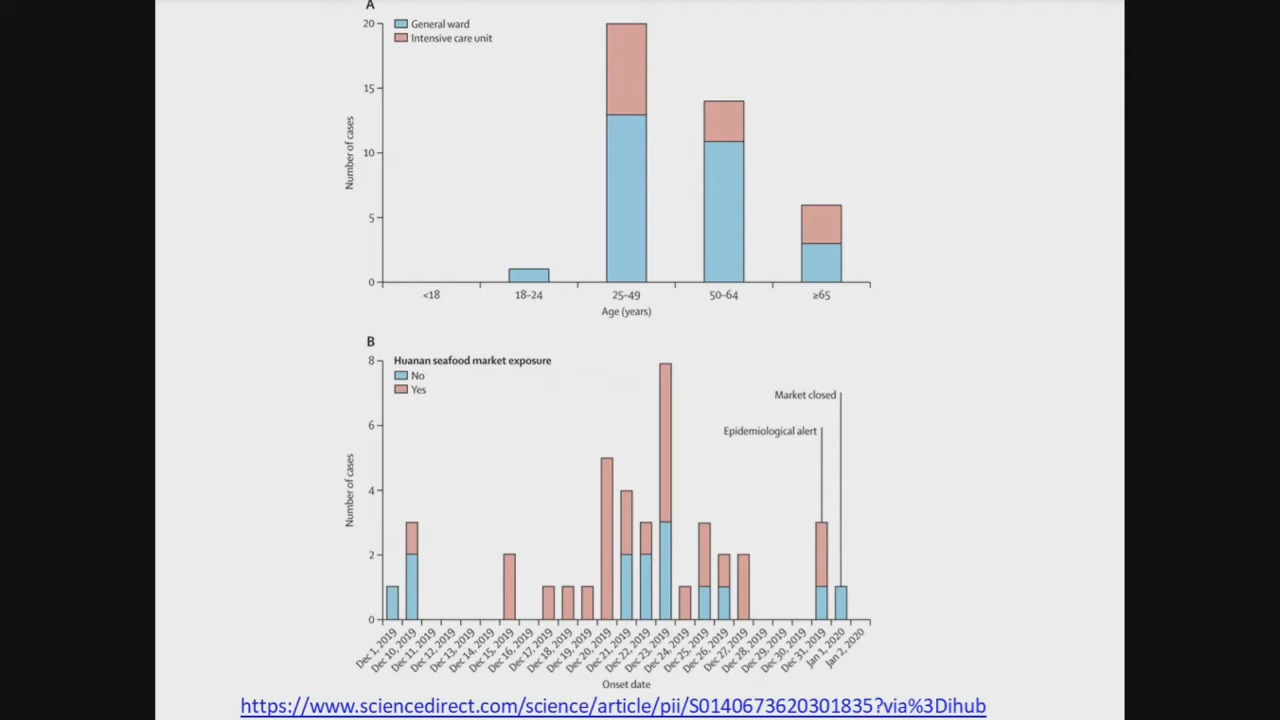 A
20
General ward
Intensive care unit
15
10
5
0
Number of cases
<18
18–24
25–49
50–64
≥65
Age (years)
B
8
Huanan seafood market exposure
No
Yes
Market closed
6
Epidemiological alert
4
2
0
Number of cases
Dec 1, 2019
Dec 10, 2019
Dec 11, 2019
Dec 12, 2019
Dec 13, 2019
Dec 14, 2019
Dec 15, 2019
Dec 16, 2019
Dec 17, 2019
Dec 18, 2019
Dec 19, 2019
Dec 20, 2019
Dec 21, 2019
Dec 22, 2019
Dec 23, 2019
Dec 24, 2019
Dec 25, 2019
Dec 26, 2019
Dec 27, 2019
Dec 28, 2019
Dec 29, 2019
Dec 30, 2019
Dec 31, 2019
Jan 1, 2020
Jan 2, 2020
Onset date
https://www.sciencedirect.com/science/article/pii/S0140673620301835?via%3Dihub